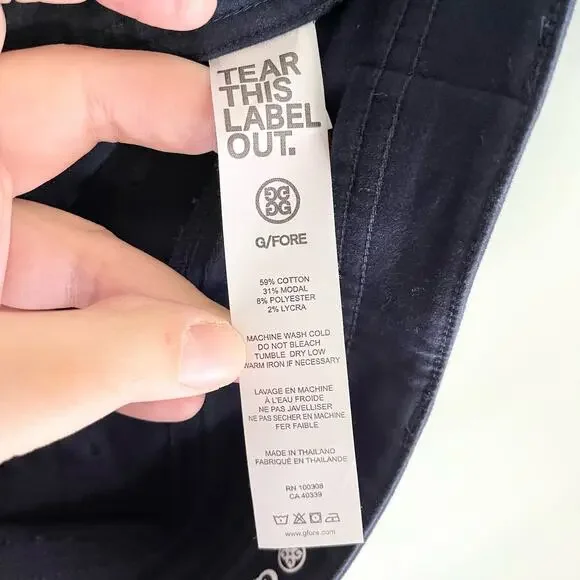 TEAR
THIS
LABEL
OUT.
G/FORE
59% COTTON
31% MODAL
8% POLYESTER
2% LYCRA
MACHINE WASH COLD
DO NOT BLEACH
TUMBLE DRY LOW
WARM IRON IF NECESSARY
LAVAGE EN MACHINE
À L'EAU FROIDE
NE PAS JAVELLISER
NE PAS SECHER EN MACHINE
FER FAIBLE
MADE IN THAILAND
FABRIQUÉ EN THAILANDE
RN 100308
CA 40339
www.gfore.com